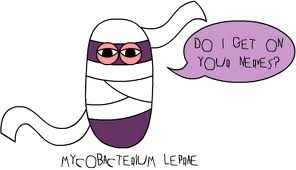 DO I GET ON
YOUR NERVES?
MYCOBACTERIUM LEPRAE